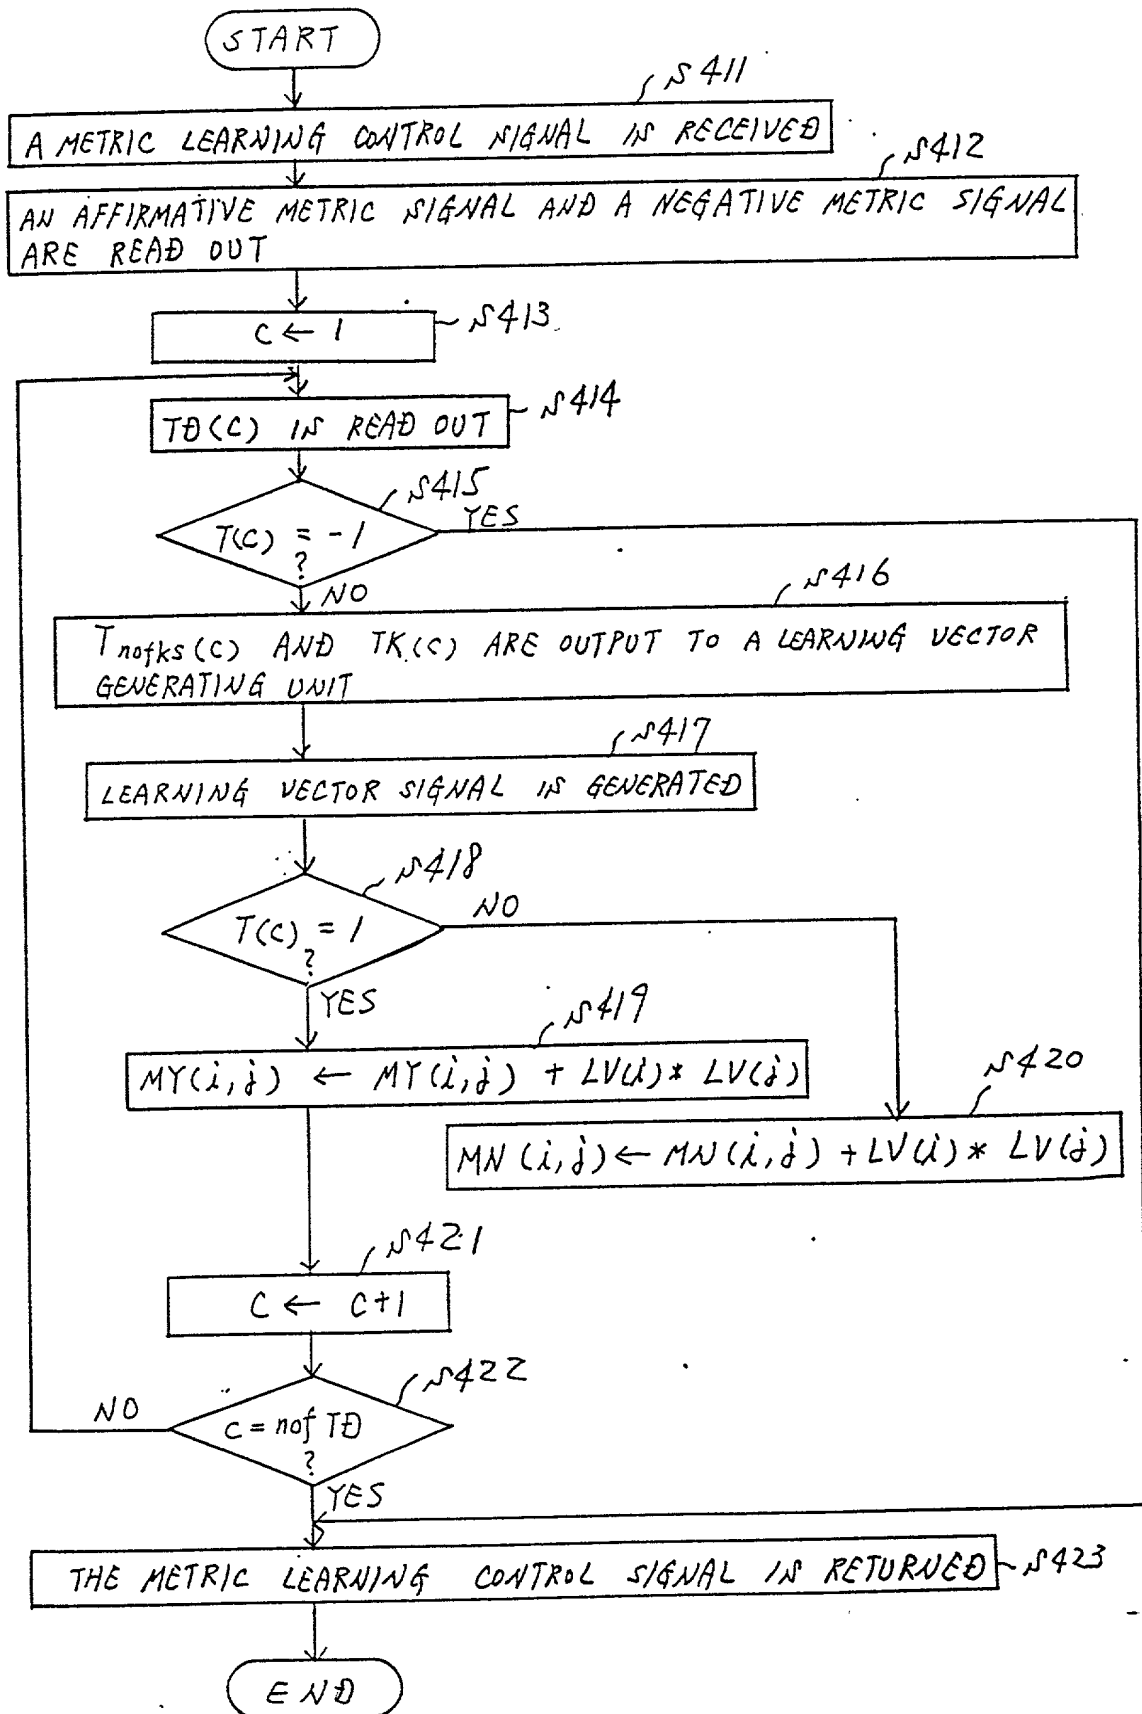 START
S411
A METRIC LEARNING CONTROL SIGNAL IS RECEIVED
S412
AN AFFIRMATIVE METRIC SIGNAL AND A NEGATIVE METRIC SIGNAL
ARE READ OUT
C ← 1
S413
TD(C) IS READ OUT
S414
S415
T(C) = -1
?
YES
NO
S416
Tnofks(C) AND TK(C) ARE OUTPUT TO A LEARNING VECTOR
GENERATING UNIT
S417
LEARNING VECTOR SIGNAL IS GENERATED
S418
T(C) = 1
?
NO
YES
S419
MY(i,j) ← MY(i,j) + LV(i)* LV(j)
S420
MN(i,j) ← MN(i,j) + LV(i)* LV(j)
S421
C ← C+1
S422
C = nof TD
?
NO
YES
THE METRIC LEARNING CONTROL SIGNAL IS RETURNED
S423
END